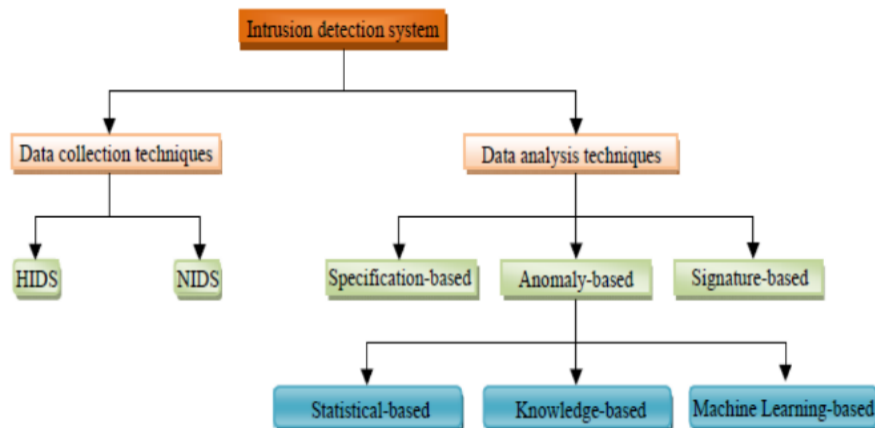 Intrusion detection system
Data collection techniques
Data analysis techniques
HIDS
NIDS
Specification-based
Anomaly-based
Signature-based
Statistical-based
Knowledge-based
Machine Learning-based